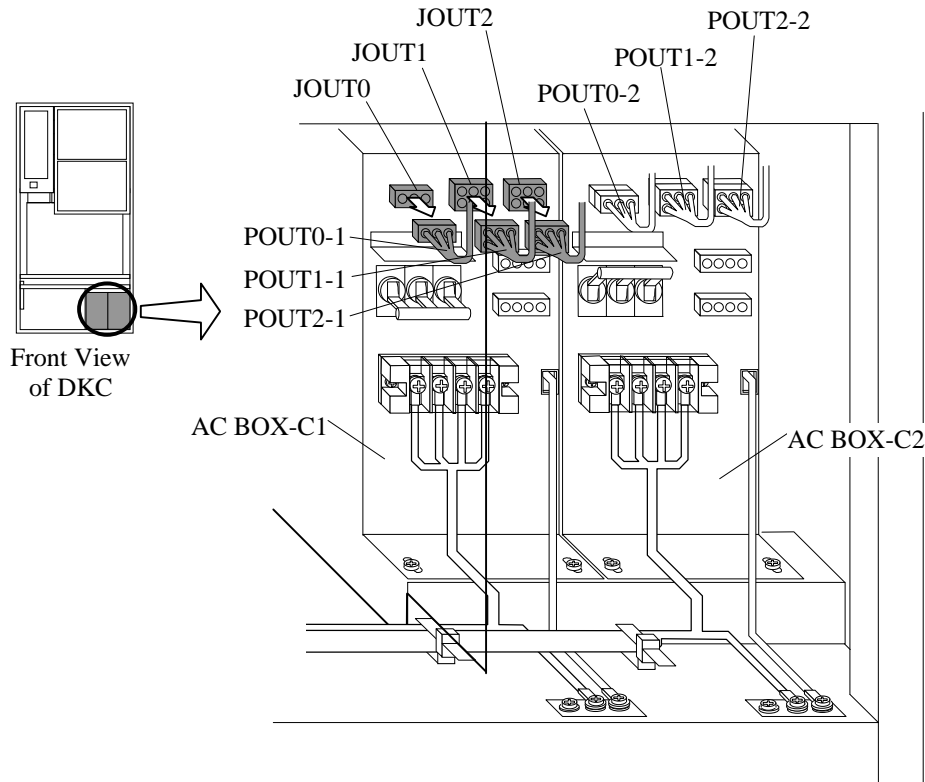 JOUT2
POUT2-2
JOUT1
POUT1-2
JOUT0
POUT0-2
POUT0-1
POUT1-1
POUT2-1
Front View
of DKC
AC BOX-C1
AC BOX-C2